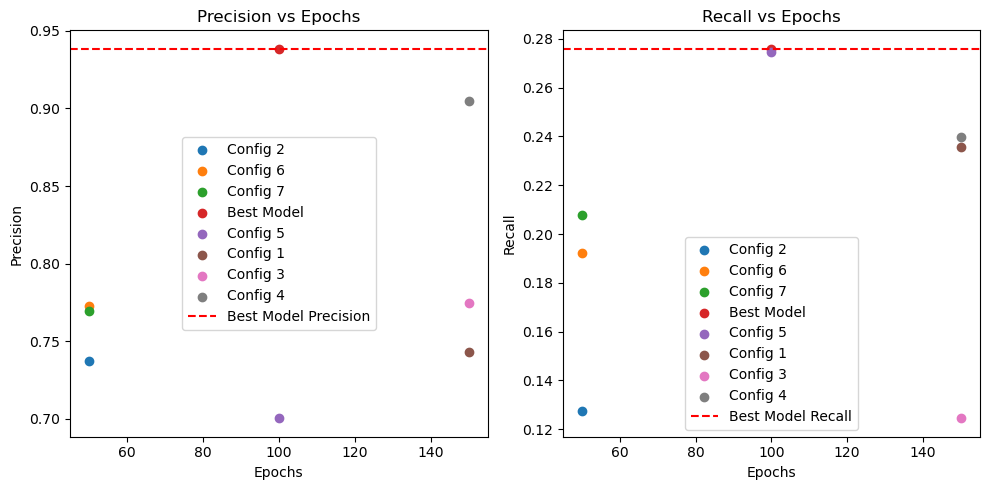 Precision vs Epochs
0.95
0.90
0.85
0.80
0.75
0.70
Precision
Config 2
Config 6
Config 7
Best Model
Config 5
Config 1
Config 3
Config 4
Best Model Precision
60
80
100
120
140
Epochs
Recall vs Epochs
0.28
0.26
0.24
0.22
0.20
0.18
0.16
0.14
0.12
Recall
Config 2
Config 6
Config 7
Best Model
Config 5
Config 1
Config 3
Config 4
Best Model Recall
60
80
100
120
140
Epochs